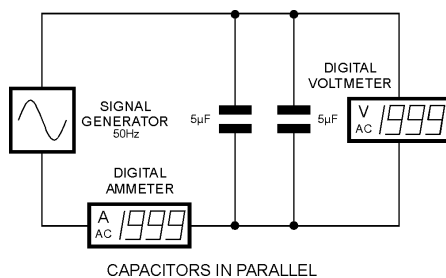 DIGITAL
VOLTMETER
V
AC
1999
SIGNAL
GENERATOR
50Hz
5µF
5µF
DIGITAL
AMMETER
A
AC
1999
CAPACITORS IN PARALLEL